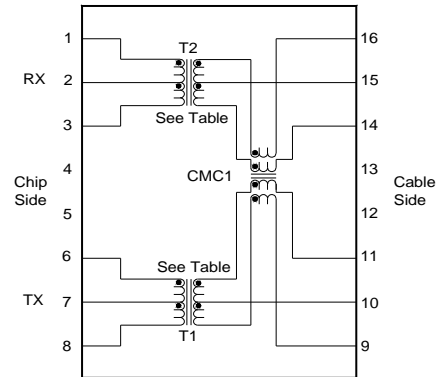 1
16
T2
RX
2
15
See Table
3
14
4
CMC1
13
Chip
Side
Cable
Side
5
12
6
11
See Table
TX
7
10
T1
8
9